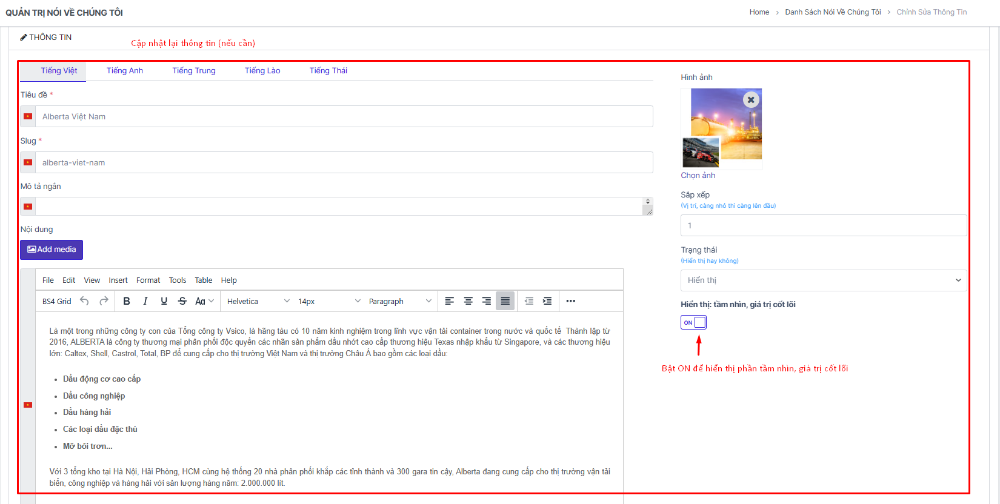 QUẢN TRỊ NÓI VỀ CHÚNG TÔI
Home › Danh Sách Nói Về Chúng Tôi › Chỉnh Sửa Thông Tin
THÔNG TIN
Cập nhật lại thông tin (nếu cần)
Tiếng Việt Tiếng Anh Tiếng Trung Tiếng Lào Tiếng Thái
Tiêu đề *
Alberta Việt Nam
Slug *
alberta-viet-nam
Mô tả ngắn
Nội dung
Add media
File Edit View Insert Format Tools Table Help
BS4 Grid B I U S Aa Helvetica 14px Paragraph
Là một trong những công ty con của Tổng công ty Vsico, là hãng tàu có 10 năm kinh nghiệm trong lĩnh vực vận tải container trong nước và quốc tế Thành lập từ
2016, ALBERTA là công ty thương mại phân phối độc quyền các nhãn sản phẩm dầu nhớt cao cấp thương hiệu Texas nhập khẩu từ Singapore, và các thương hiệu
lớn: Caltex, Shell, Castrol, Total, BP để cung cấp cho thị trường Việt Nam và thị trường Châu Á bao gồm các loại dầu:
• Dầu động cơ cao cấp
• Dầu công nghiệp
• Dầu hàng hải
• Các loại dầu đặc thù
• Mỡ bôi trơn...
Với 3 tổng kho tại Hà Nội, Hải Phòng, HCM cùng hệ thống 20 nhà phân phối khắp các tỉnh thành và 300 gara tin cậy, Alberta đang cung cấp cho thị trường vận tải
biển, công nghiệp và hàng hải với sản lượng hàng năm: 2.000.000 lít.
Hình ảnh
Chọn ảnh
Sắp xếp
(Vị trí, càng nhỏ thì càng lên đầu)
1
Trạng thái
(Hiển thị hay không)
Hiển thị
Hiển thị: tầm nhìn, giá trị cốt lõi
ON
Bật ON để hiển thị phần tầm nhìn, giá trị cốt lõi